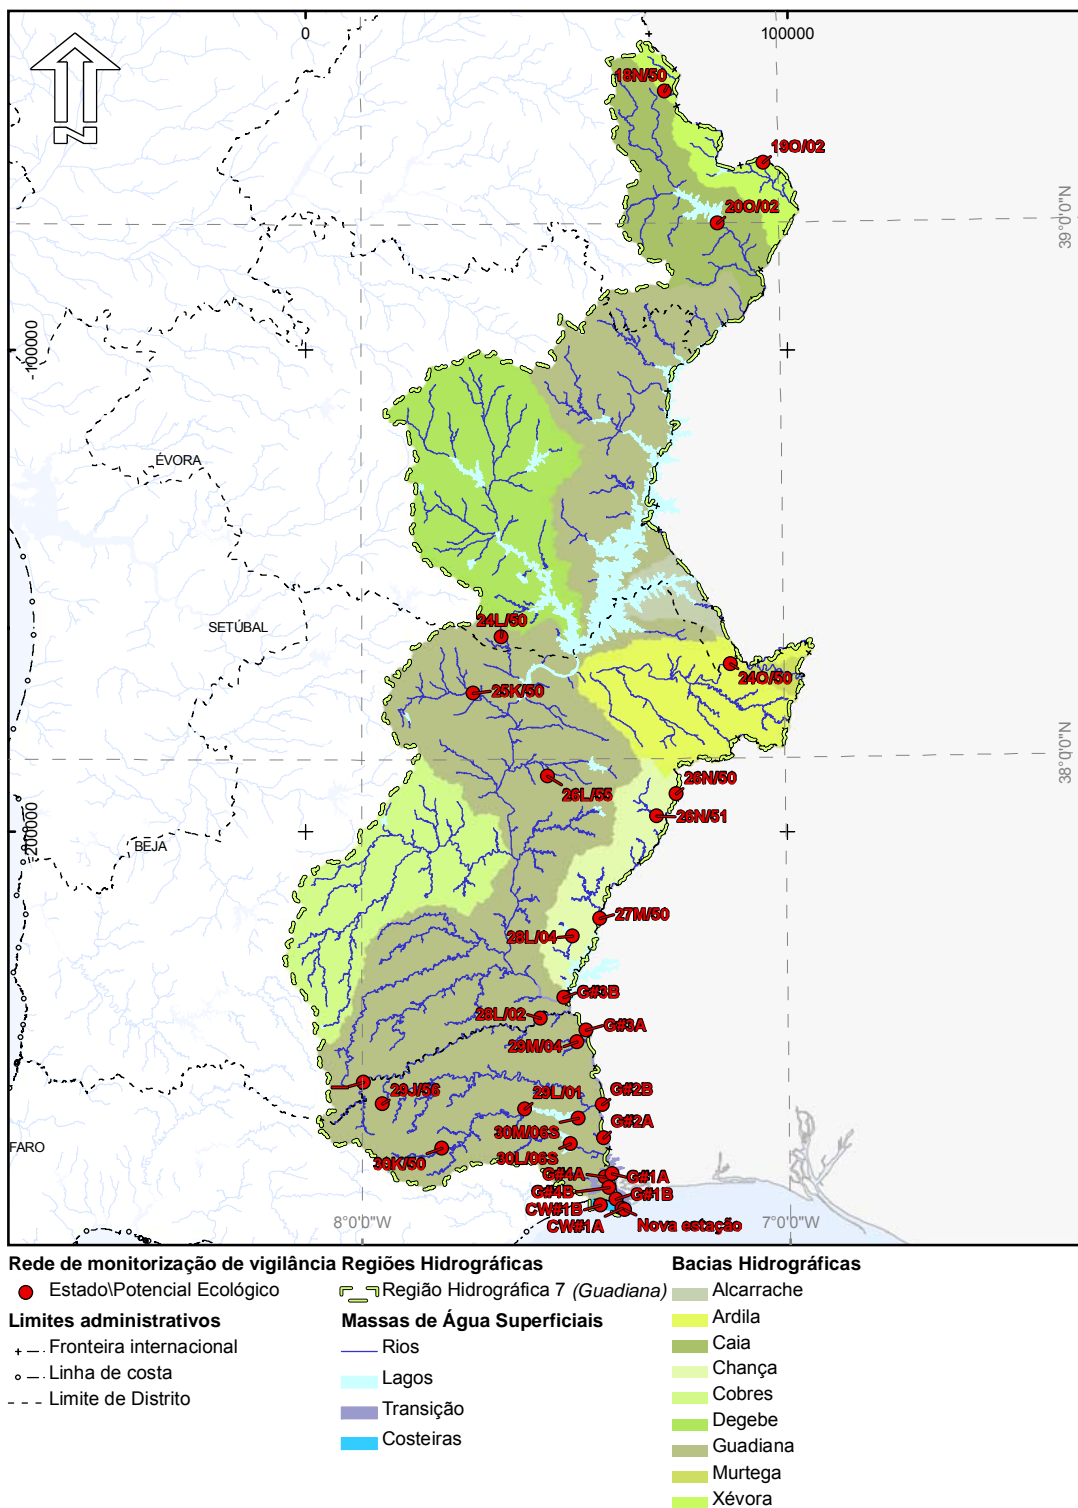 0
100000
18N/50
19O/02
20O/02
39°0'0"N
-100000
ÉVORA
SETÚBAL
24L/50
24O/50
25K/50
38°0'0"N
26L/55
26N/50
26N/51
-200000
BEJA
27M/50
28L/04
G#3B
28L/02
G#3A
29M/04
29J/56
29L/01
G#2B
30M/06S
G#2A
FARO
30K/50
30L/06S
G#4A
G#1A
G#4B
G#1B
CW#1B
CW#1A
Nova estação
8°0'0"W
7°0'0"W
N
Rede de monitorização de vigilância
Estado\Potencial Ecológico
Limites administrativos
Fronteira internacional
Linha de costa
Limite de Distrito
Regiões Hidrográficas
Região Hidrográfica 7 (Guadiana)
Massas de Água Superficiais
Rios
Lagos
Transição
Costeiras
Bacias Hidrográficas
Alcarrache
Ardila
Caia
Chança
Cobres
Degebe
Guadiana
Murtega
Xévora